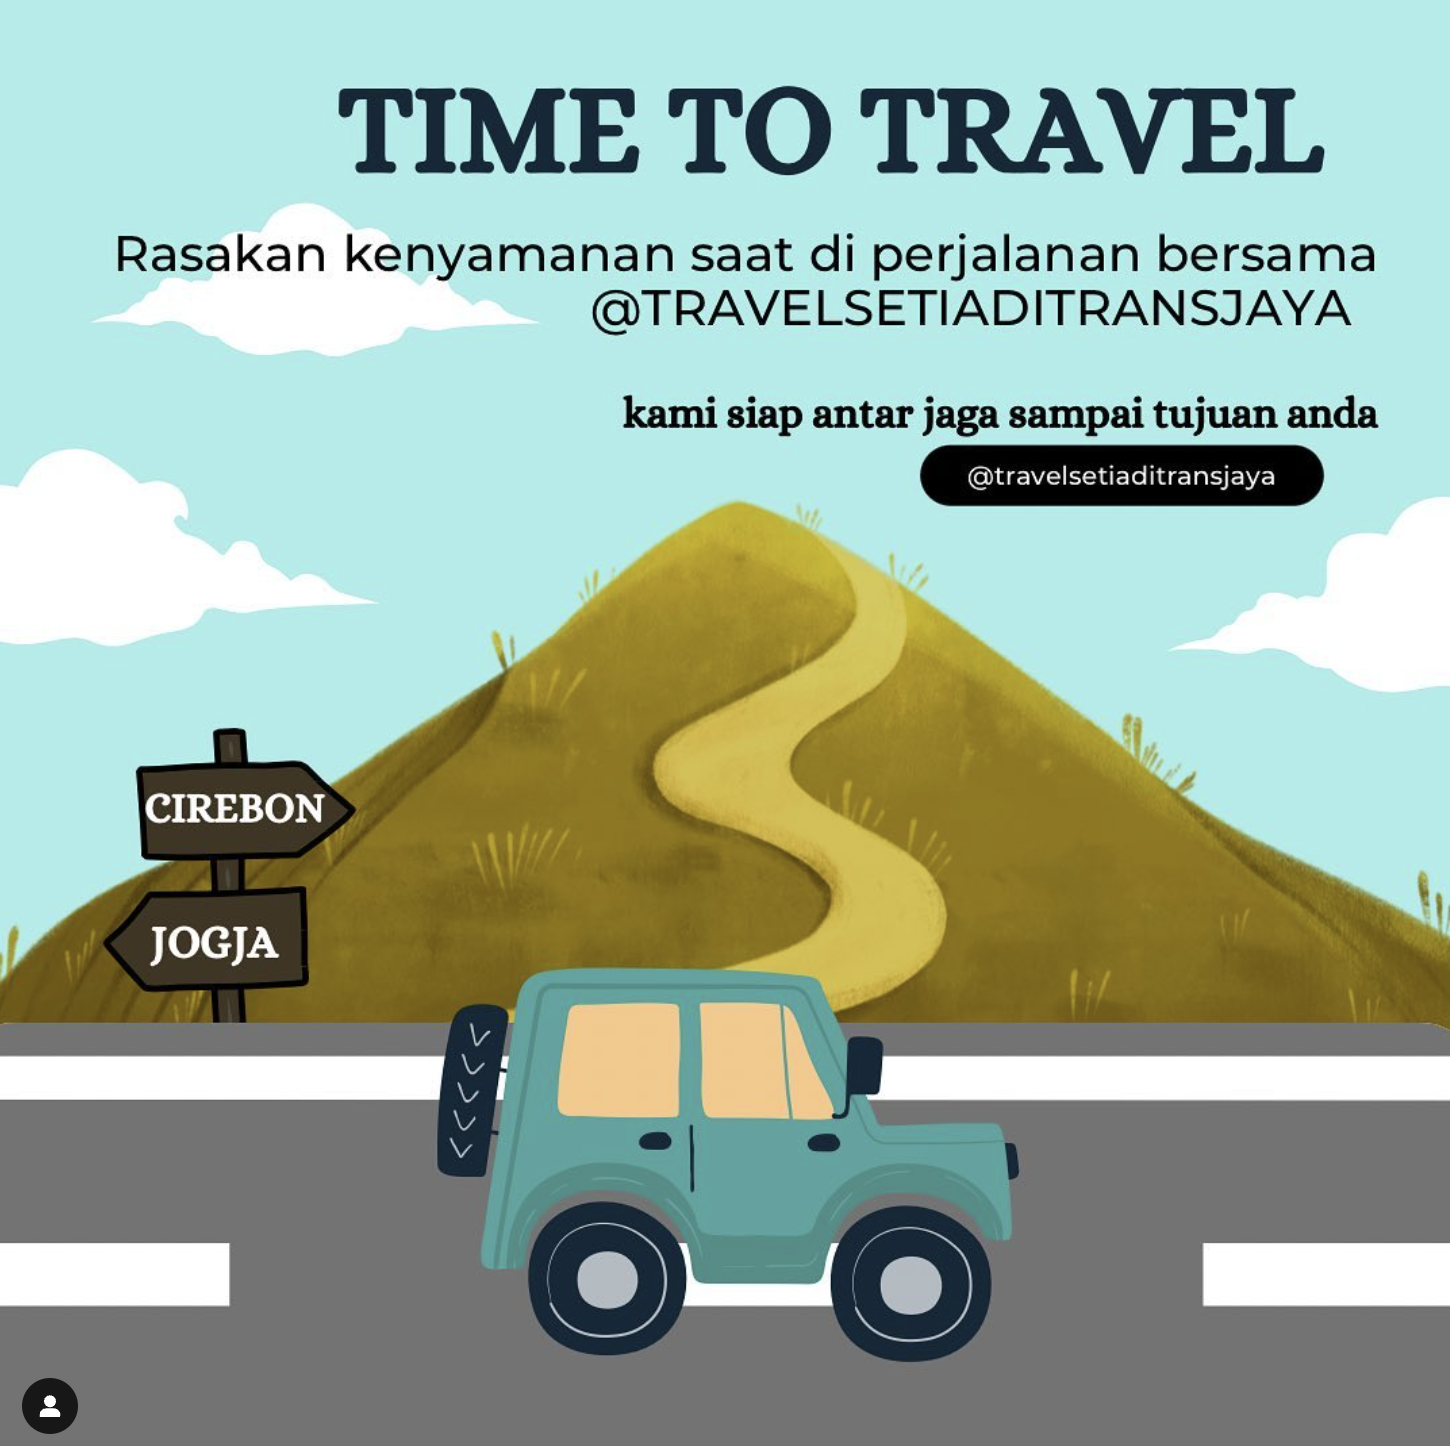 TIME TO TRAVEL
Rasakan kenyamanan saat di perjalanan bersama
@TRAVELSETIADITRANSJAYA
kami siap antar jaga sampai tujuan anda
@travelsetiaditransjaya
CIREBON
JOGJA